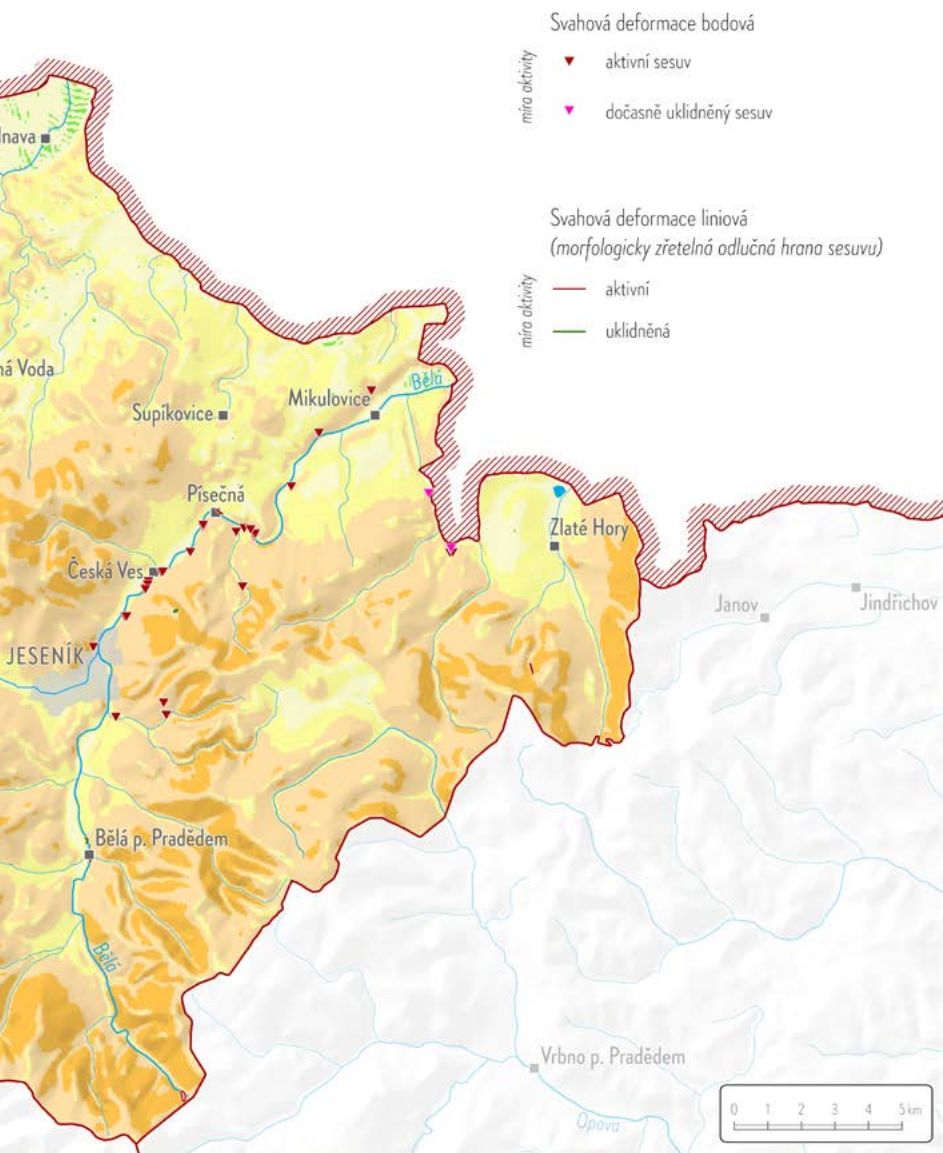 Svahová deformace bodová
míra aktivity
aktivní sesuv
dočasně uklidněný sesuv
Svahová deformace liniová
(morfologicky zřetelná odlučná hrana sesuvu)
míra aktivity
aktivní
uklidněná
lnava
ná Voda
Supíkovice
Mikulovice
Bělá
Písečná
Zlaté Hory
Česká Ves
Janov
Jindřichov
JESENÍK
Bělá p. Pradědem
Bělá
Vrbno p. Pradědem
Opava
0 1 2 3 4 5 km